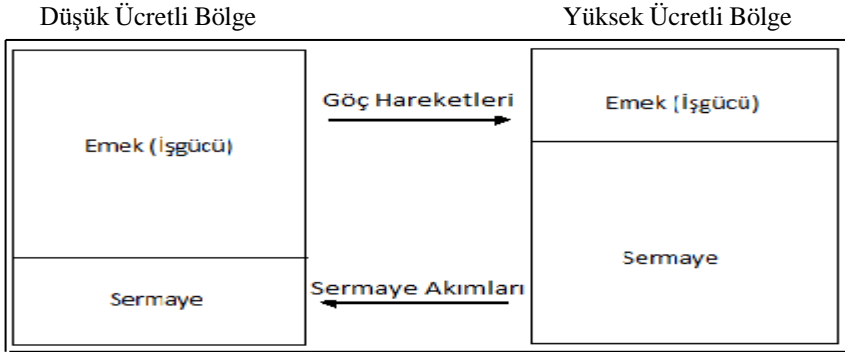 Düşük Ücretli Bölge
Yüksek Ücretli Bölge
Göç Hareketleri
Emek (İşgücü)
Emek (İşgücü)
Sermaye
Sermaye Akımları
Sermaye